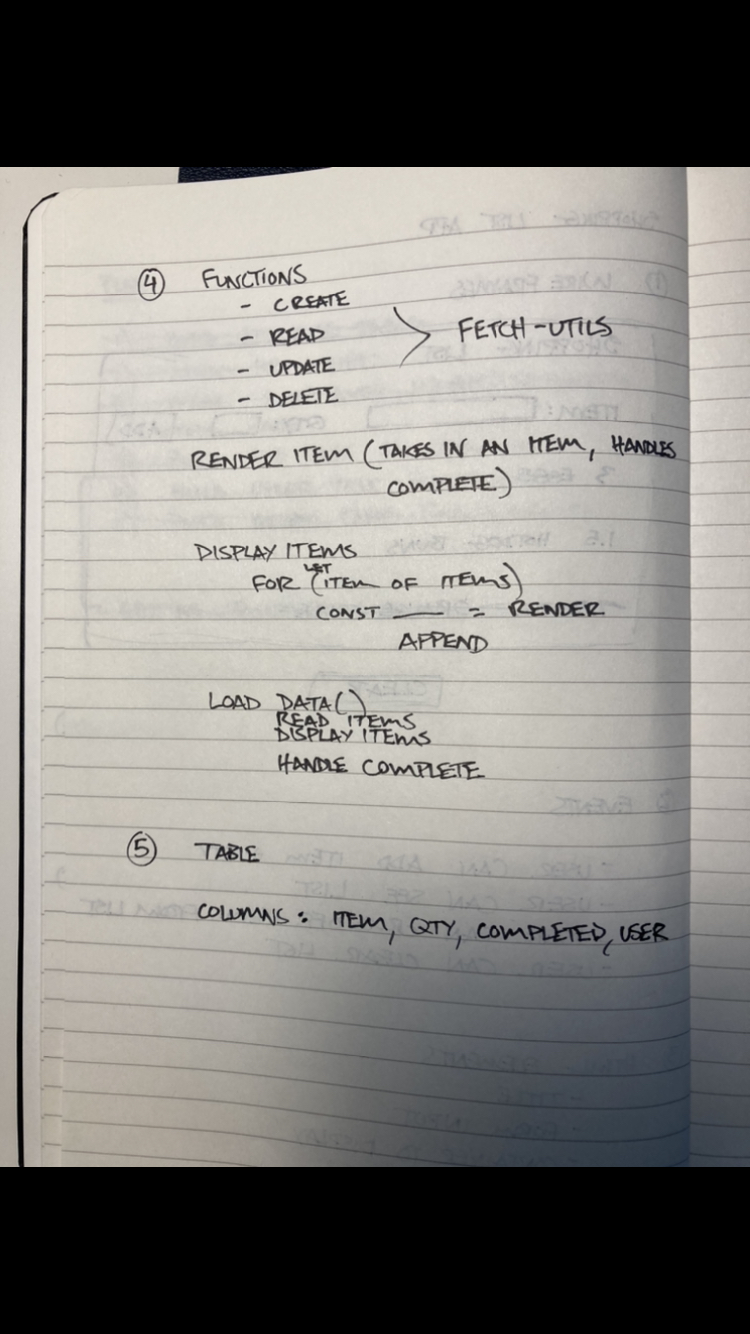 ④ FUNCTIONS
- CREATE
- READ > FETCH-UTILS
- UPDATE
- DELETE
RENDER ITEM (TAKES IN AN ITEM, HANDLES
COMPLETE)
DISPLAY ITEMS
FOR (LET ITEM OF ITEMS)
CONST ___ = RENDER
APPEND
LOAD DATA()
READ ITEMS
DISPLAY ITEMS
HANDLE COMPLETE
⑤ TABLE
COLUMNS: ITEM, QTY, COMPLETED, USER